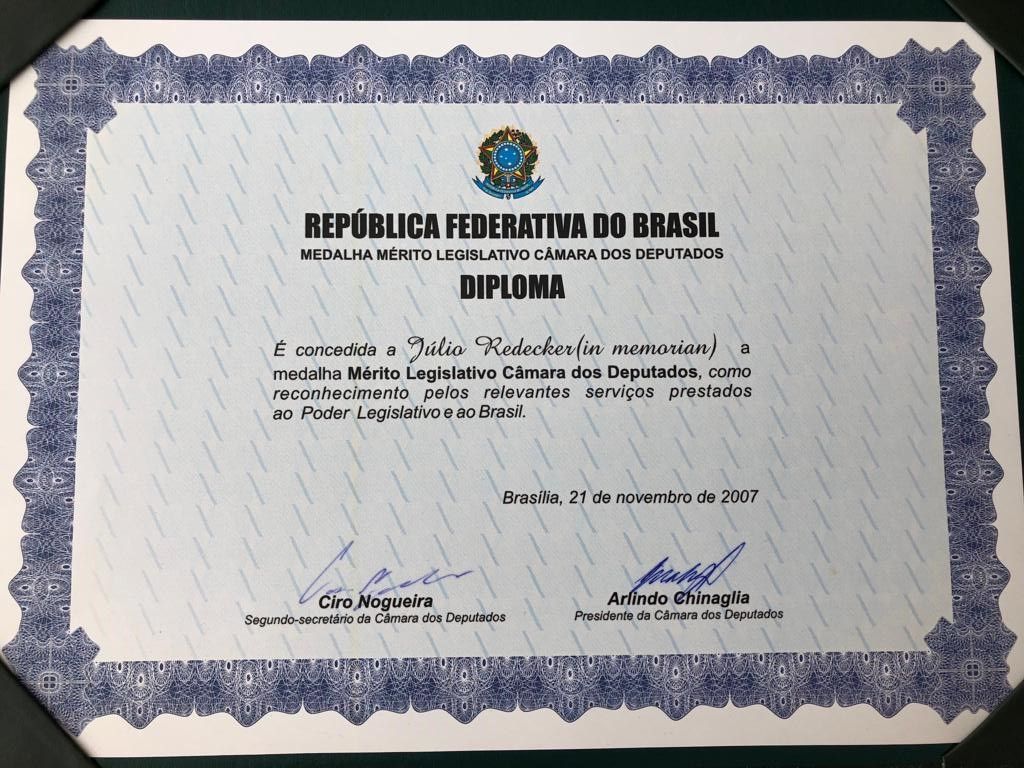 REPÚBLICA FEDERATIVA DO BRASIL
MEDALHA MÉRITO LEGISLATIVO CÂMARA DOS DEPUTADOS
DIPLOMA
É concedida a Júlio Redecker(in memorian) a
medalha Mérito Legislativo Câmara dos Deputados, como
reconhecimento pelos relevantes serviços prestados
ao Poder Legislativo e ao Brasil.
Brasília, 21 de novembro de 2007
Ciro Nogueira
Segundo-secretário da Câmara dos Deputados
Arlindo Chinaglia
Presidente da Câmara dos Deputados